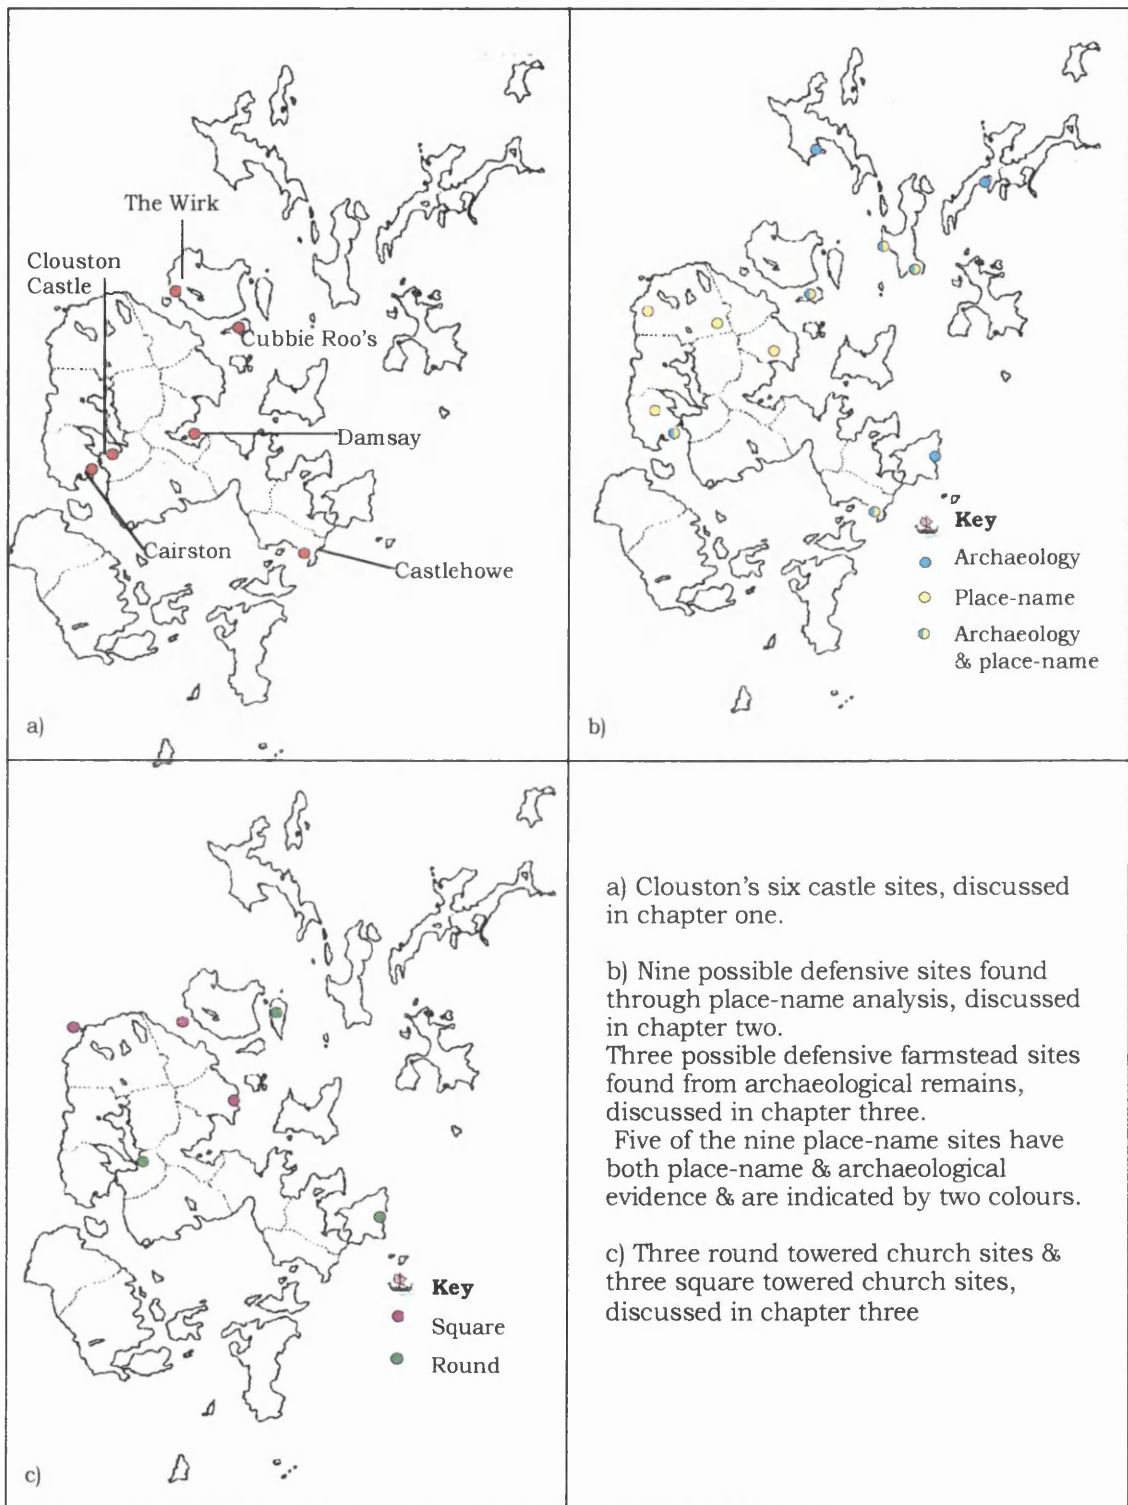 The Wirk
Clouston
Castle
Cubbie Roo's
Damsay
Cairston
Castlehowe
a)
Key
Archaeology
Place-name
Archaeology
& place-name
b)
Key
Square
Round
c)
a) Clouston's six castle sites, discussed
in chapter one.
b) Nine possible defensive sites found
through place-name analysis, discussed
in chapter two.
Three possible defensive farmstead sites
found from archaeological remains,
discussed in chapter three.
Five of the nine place-name sites have
both place-name & archaeological
evidence & are indicated by two colours.
c) Three round towered church sites &
three square towered church sites,
discussed in chapter three